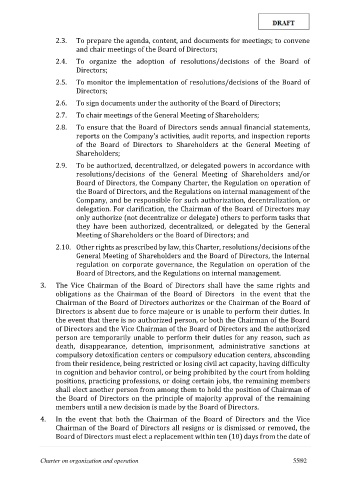 DRAFT
2.3. To prepare the agenda, content, and documents for meetings; to convene
and chair meetings of the Board of Directors;
2.4. To organize the adoption of resolutions/decisions of the Board of
Directors;
2.5. To monitor the implementation of resolutions/decisions of the Board of
Directors;
2.6. To sign documents under the authority of the Board of Directors;
2.7. To chair meetings of the General Meeting of Shareholders;
2.8. To ensure that the Board of Directors sends annual financial statements,
reports on the Company's activities, audit reports, and inspection reports
of the Board of Directors to Shareholders at the General Meeting of
Shareholders;
2.9. To be authorized, decentralized, or delegated powers in accordance with
resolutions/decisions of the General Meeting of Shareholders and/or
Board of Directors, the Company Charter, the Regulation on operation of
the Board of Directors, and the Regulations on internal management of the
Company, and be responsible for such authorization, decentralization, or
delegation. For clarification, the Chairman of the Board of Directors may
only authorize (not decentralize or delegate) others to perform tasks that
they have been authorized, decentralized, or delegated by the General
Meeting of Shareholders or the Board of Directors; and
2.10. Other rights as prescribed by law, this Charter, resolutions/decisions of the
General Meeting of Shareholders and the Board of Directors, the Internal
regulation on corporate governance, the Regulation on operation of the
Board of Directors, and the Regulations on internal management.
3. The Vice Chairman of the Board of Directors shall have the same rights and
obligations as the Chairman of the Board of Directors in the event that the
Chairman of the Board of Directors authorizes or the Chairman of the Board of
Directors is absent due to force majeure or is unable to perform their duties. In
the event that there is no authorized person, or both the Chairman of the Board
of Directors and the Vice Chairman of the Board of Directors and the authorized
person are temporarily unable to perform their duties for any reason, such as
death, disappearance, detention, imprisonment, administrative sanctions at
compulsory detoxification centers or compulsory education centers, absconding
from their residence, being restricted or losing civil act capacity, having difficulty
in cognition and behavior control, or being prohibited by the court from holding
positions, practicing professions, or doing certain jobs, the remaining members
shall elect another person from among them to hold the position of Chairman of
the Board of Directors on the principle of majority approval of the remaining
members until a new decision is made by the Board of Directors.
4. In the event that both the Chairman of the Board of Directors and the Vice
Chairman of the Board of Directors all resigns or is dismissed or removed, the
Board of Directors must elect a replacement within ten (10) days from the date of
Charter on organization and operation 55/92